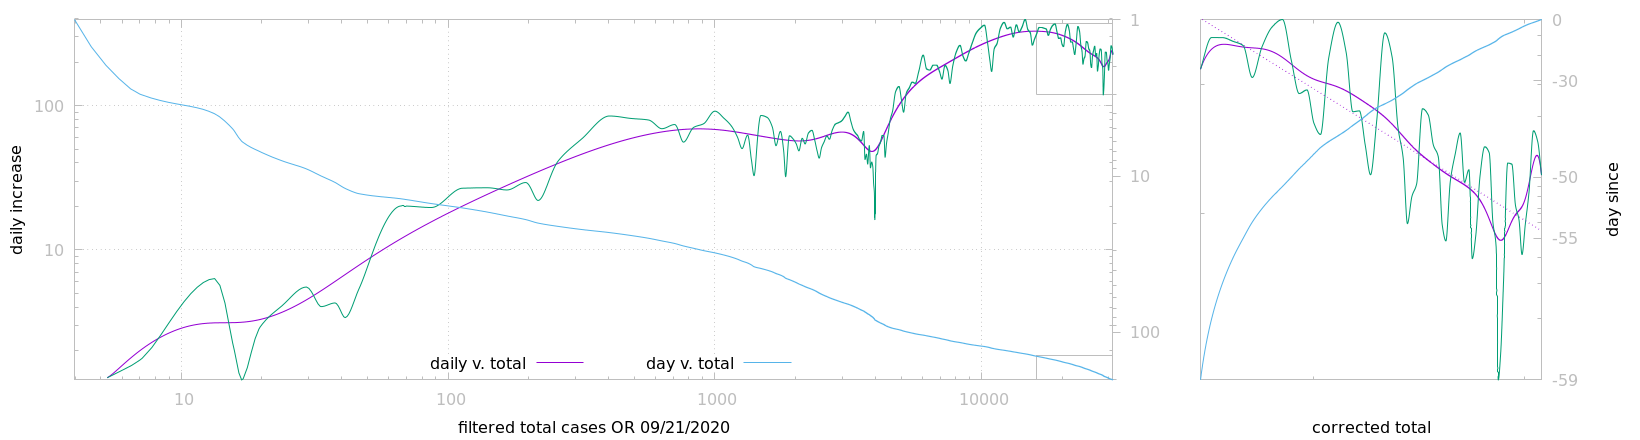 daily increase
100
10
daily v. total
day v. total
10
100
1000
10000
filtered total cases OR 09/21/2020
1
10
100
0
-30
-50
-55
-59
day since
corrected total